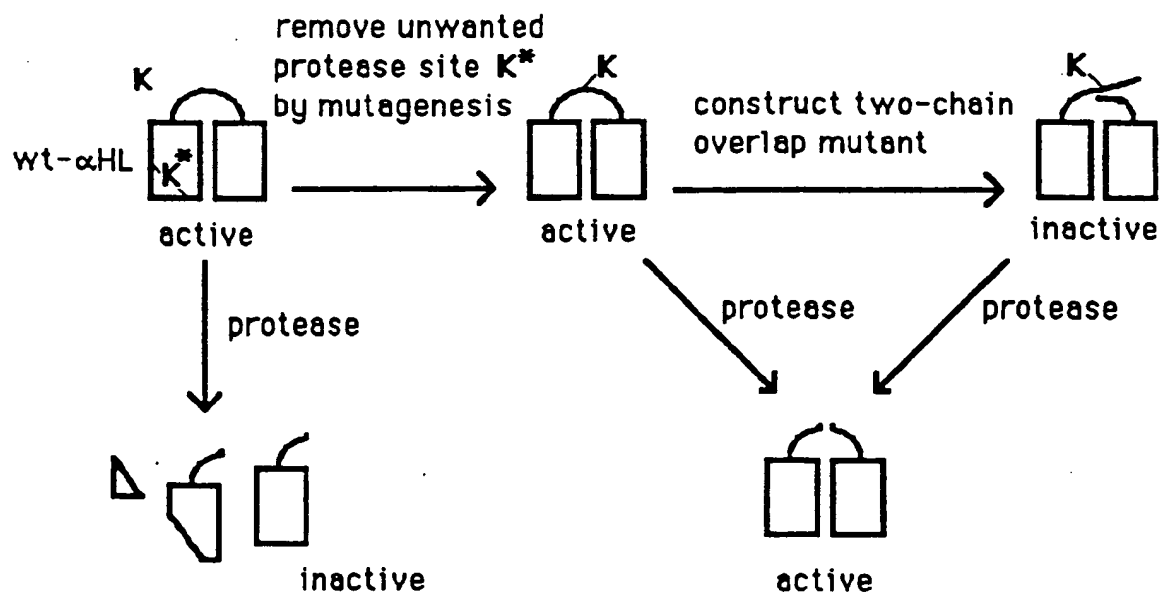 remove unwanted
protease site K*
by mutagenesis
K
wt-αHL
K*
active
K
active
construct two-chain
overlap mutant
K
inactive
protease
protease
protease
inactive
active